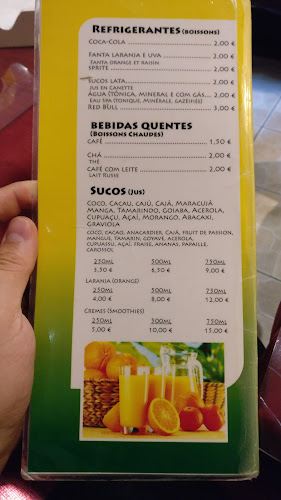 Refrigerantes (boissons)
Coca-Cola 2,00 €
Fanta laranja e uva 2,00 €
Fanta orange et raisin
Sprite 2,00 €
Sucos lata 2,00 €
Jus en canette
Água (tônica, mineral e com gás... 2,00 €
Eau spa (tonique, minérale, gazéifiés)
Red Bull 3,00 €
Bebidas quentes
(Boissons chaudes)
Café 1,50 €
Chá 2,00 €
Thé
Café com leite 2,00 €
Lait Russe
Sucos (jus)
Coco, Cacau, cajú, Cajá, Maracujá
Manga, Tamarindo, Goiaba, Acerola,
Cupuaçu, Açaí, Morango, Abacaxi,
Graviola
Coco, cacao, anacardier, Cajá, fruit de passion,
mangue, tamarin, goyave, acerola,
cupuassu, açaí, fraise, ananas, papaille,
carossol
250ml 500ml 750ml
3,50 € 6,50 € 9,00 €
Laranja (orange)
250ml 500ml 750ml
4,00 € 8,00 € 12,00 €
Cremes (Smoothies)
250ml 500ml 750ml
5,00 € 10,00 € 15,00 €